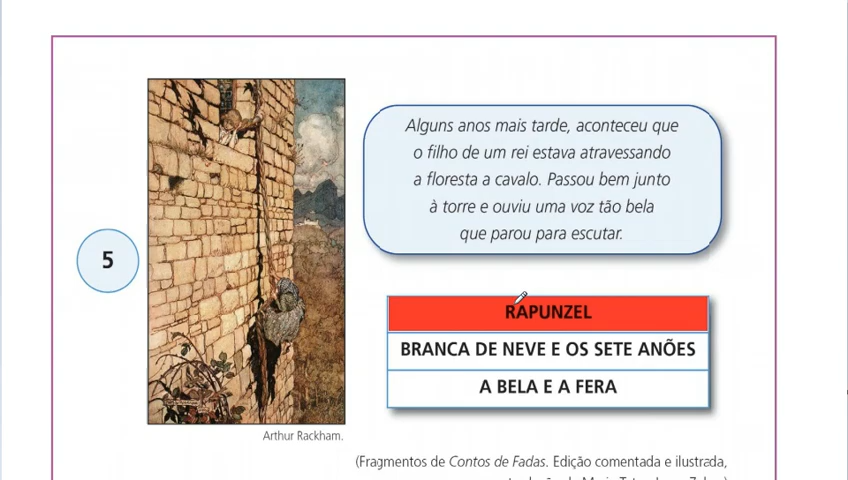 Alguns anos mais tarde, aconteceu que
o filho de um rei estava atravessando
a floresta a cavalo. Passou bem junto
à torre e ouviu uma voz tão bela
que parou para escutar.
5
RAPUNZEL
BRANCA DE NEVE E OS SETE ANÕES
A BELA E A FERA
Arthur Rackham.
(Fragmentos de Contos de Fadas. Edição comentada e ilustrada,